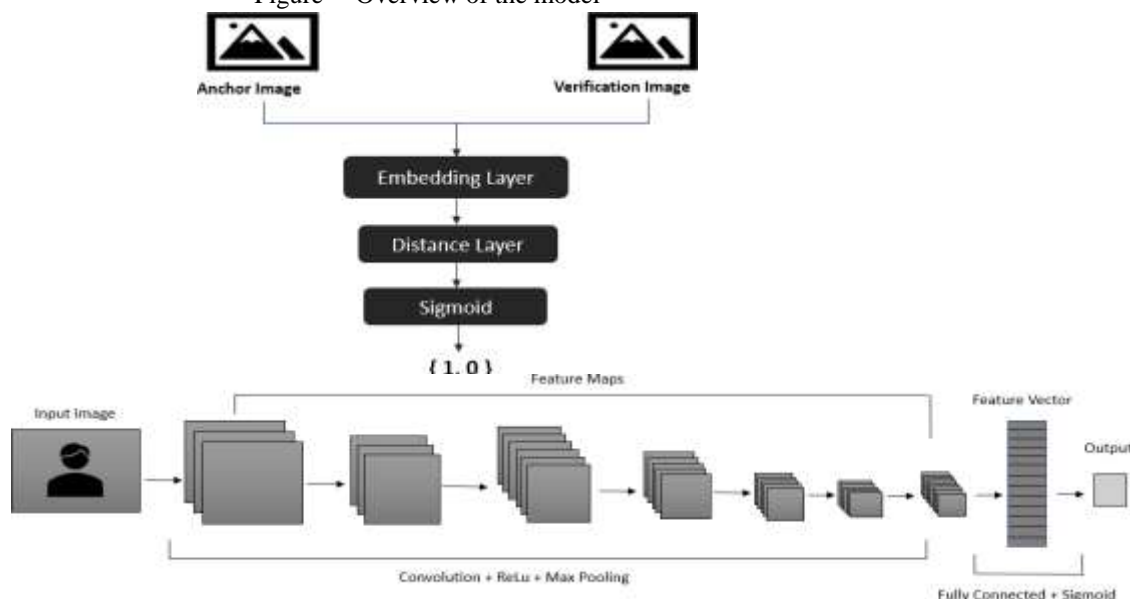 Figure – Overview of the model
Anchor Image
Verification Image
Embedding Layer
Distance Layer
Sigmoid
{ 1, 0 }
Feature Maps
Input Image
Feature Vector
Output
Convolution + ReLu + Max Pooling
Fully Connected + Sigmoid